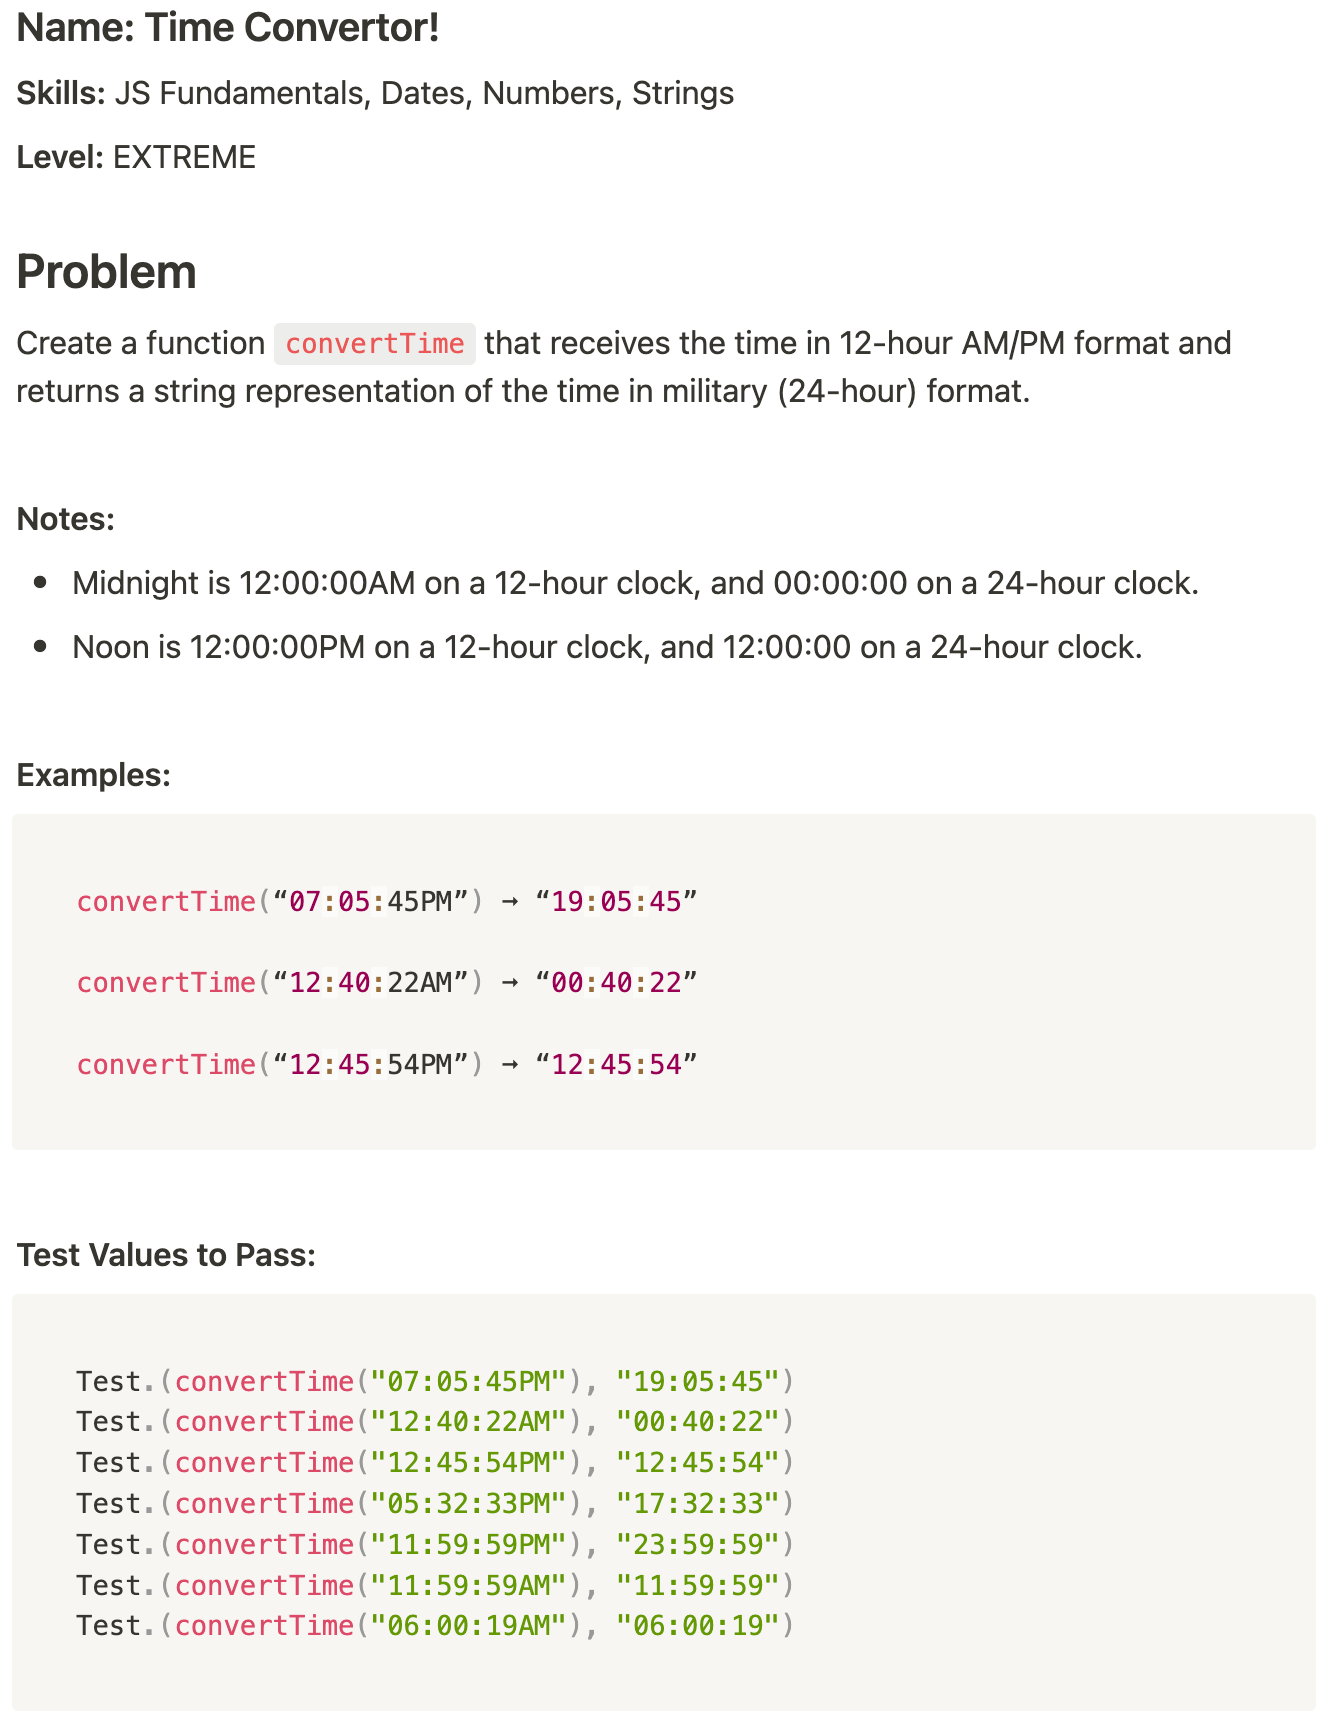 Name: Time Convertor!
Skills: JS Fundamentals, Dates, Numbers, Strings
Level: EXTREME
Problem
Create a function convertTime that receives the time in 12-hour AM/PM format and
returns a string representation of the time in military (24-hour) format.
Notes:
• Midnight is 12:00:00AM on a 12-hour clock, and 00:00:00 on a 24-hour clock.
• Noon is 12:00:00PM on a 12-hour clock, and 12:00:00 on a 24-hour clock.
Examples:
convertTime(“07:05:45PM”) → “19:05:45”
convertTime(“12:40:22AM”) → “00:40:22”
convertTime(“12:45:54PM”) → “12:45:54”
Test Values to Pass:
Test.(convertTime("07:05:45PM"), "19:05:45")
Test.(convertTime("12:40:22AM"), "00:40:22")
Test.(convertTime("12:45:54PM"), "12:45:54")
Test.(convertTime("05:32:33PM"), "17:32:33")
Test.(convertTime("11:59:59PM"), "23:59:59")
Test.(convertTime("11:59:59AM"), "11:59:59")
Test.(convertTime("06:00:19AM"), "06:00:19")